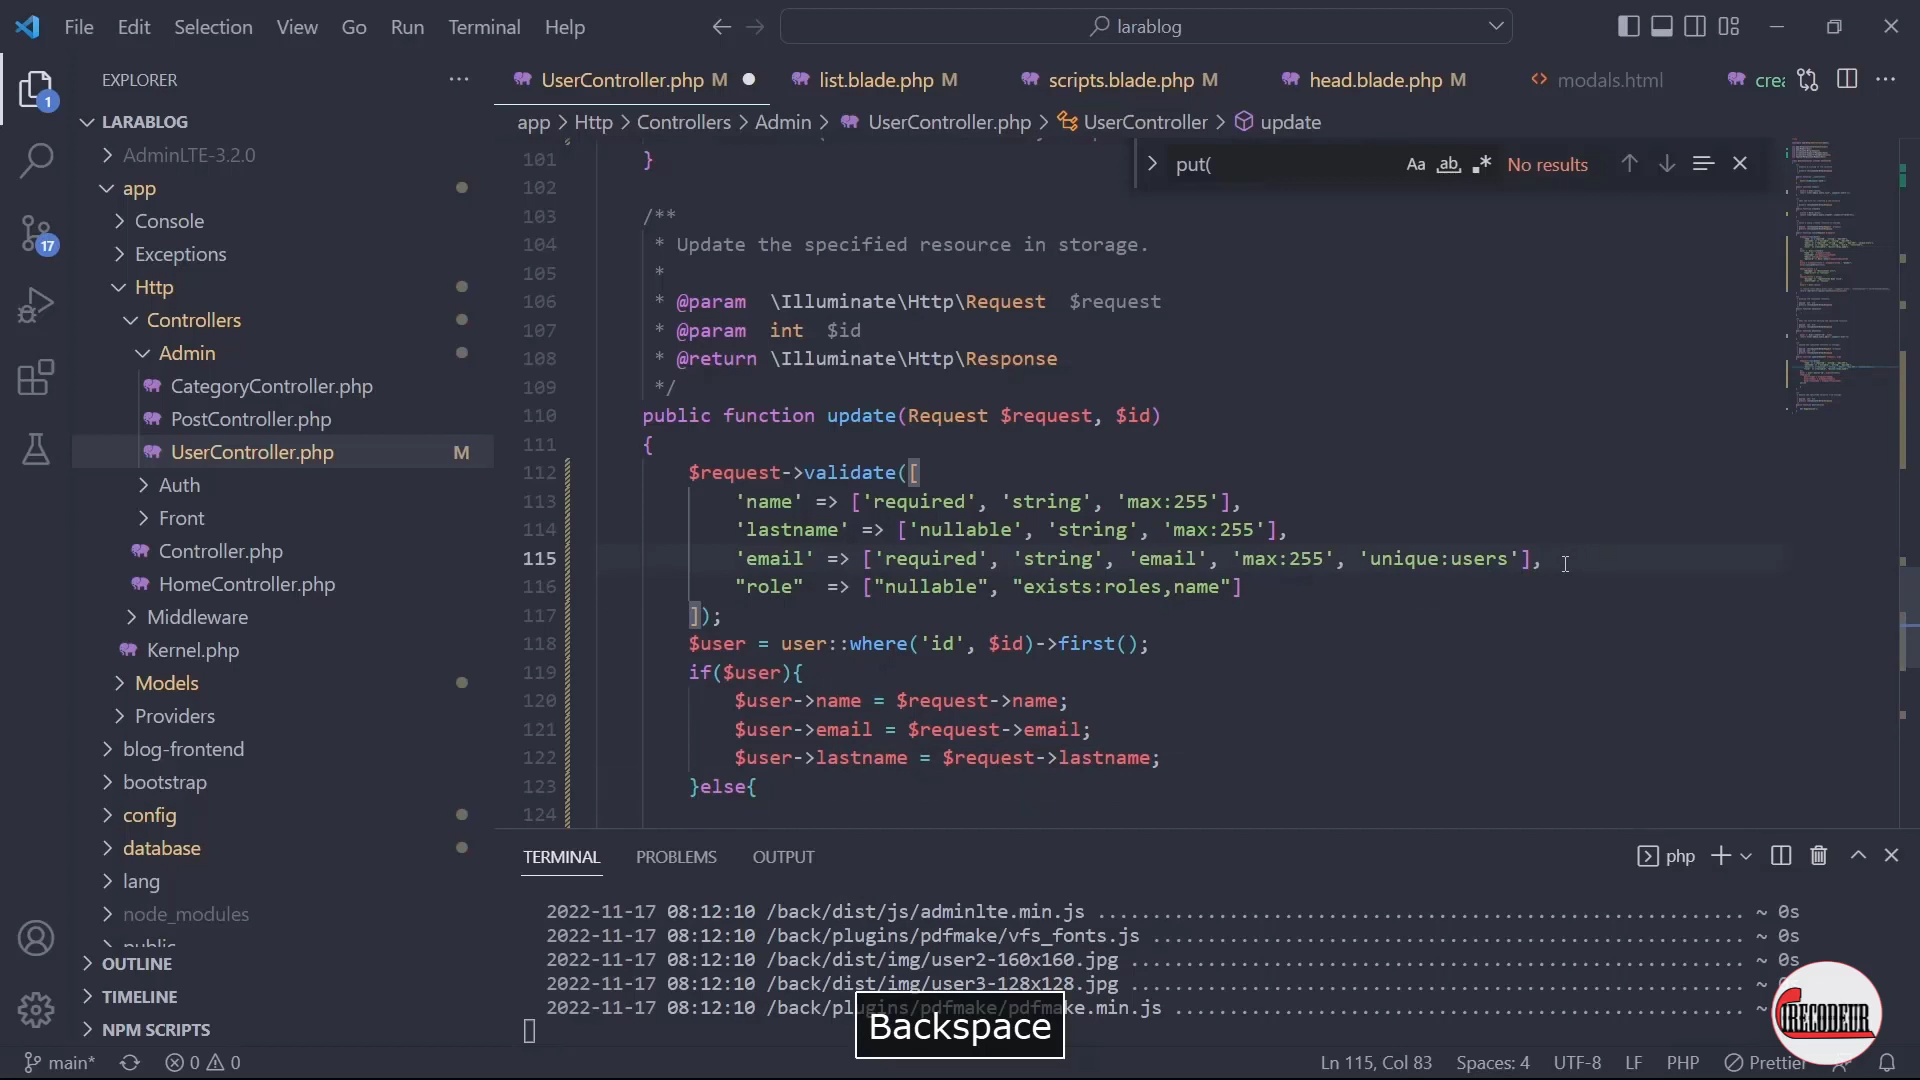 File Edit Selection View Go Run Terminal Help larablog
EXPLORER
UserController.php M list.blade.php M scripts.blade.php M head.blade.php M modals.html crea
LARABLOG
app > Http > Controllers > Admin > UserController.php > UserController > update
AdminLTE-3.2.0
app
Console
Exceptions
Http
Controllers
Admin
CategoryController.php
PostController.php
UserController.php M
Auth
Front
Controller.php
HomeController.php
Middleware
Kernel.php
Models
Providers
blog-frontend
bootstrap
config
database
lang
node_modules
public
OUTLINE
TIMELINE
NPM SCRIPTS
1
17
put( Aa ab .* No results
101 }
102
103 /**
104 * Update the specified resource in storage.
105 *
106 * @param \Illuminate\Http\Request $request
107 * @param int $id
108 * @return \Illuminate\Http\Response
109 */
110 public function update(Request $request, $id)
111 {
112 $request->validate([
113 'name' => ['required', 'string', 'max:255'],
114 'lastname' => ['nullable', 'string', 'max:255'],
115 'email' => ['required', 'string', 'email', 'max:255', 'unique:users'],
116 "role" => ["nullable", "exists:roles,name"]
117 ]);
118 $user = user::where('id', $id)->first();
119 if($user){
120 $user->name = $request->name;
121 $user->email = $request->email;
122 $user->lastname = $request->lastname;
123 }else{
124
TERMINAL PROBLEMS OUTPUT php
2022-11-17 08:12:10 /back/dist/js/adminlte.min.js ~ 0s
2022-11-17 08:12:10 /back/plugins/pdfmake/vfs_fonts.js ~ 0s
2022-11-17 08:12:10 /back/dist/img/user2-160x160.jpg ~ 0s
2022-11-17 08:12:10 /back/dist/img/user3-128x128.jpg ~
2022-11-17 08:12:10 /back/plugins/pdfmake/pdfmake.min.js ~
Backspace
main* 0 0 Ln 115, Col 83 Spaces: 4 UTF-8 LF PHP Prettier